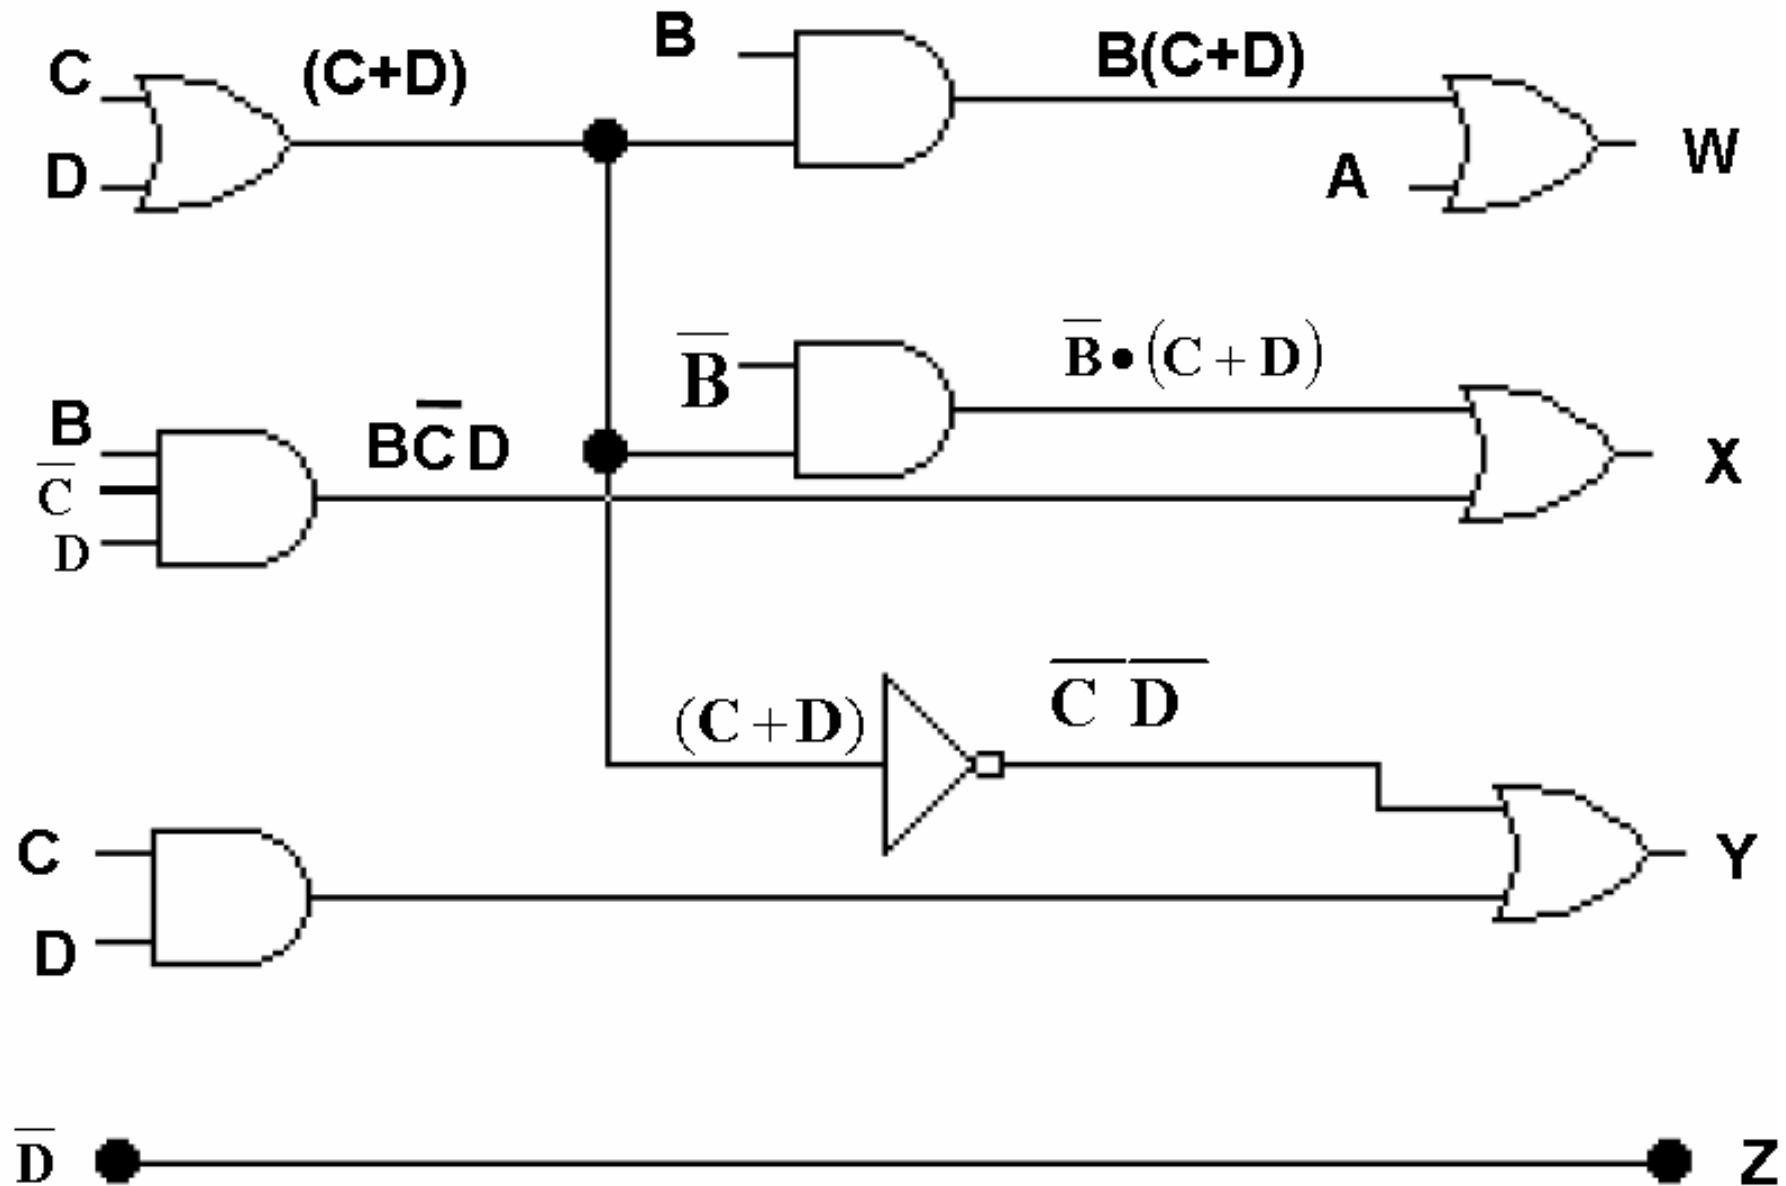 C
(C+D)
B
B(C+D)
D
A
W
B̅
B̅•(C+D)
B
BC̅D
X
C̅
D
(C+D)
C̅ D̅
C
Y
D
D̅
Z